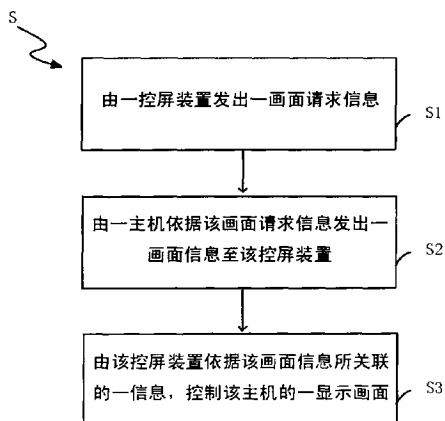 S
由一控屏装置发出一画面请求信息
S1
由一主机依据该画面请求信息发出一
画面信息至该控屏装置
S2
由该控屏装置依据该画面信息所关联
的一信息，控制该主机的一显示画面
S3